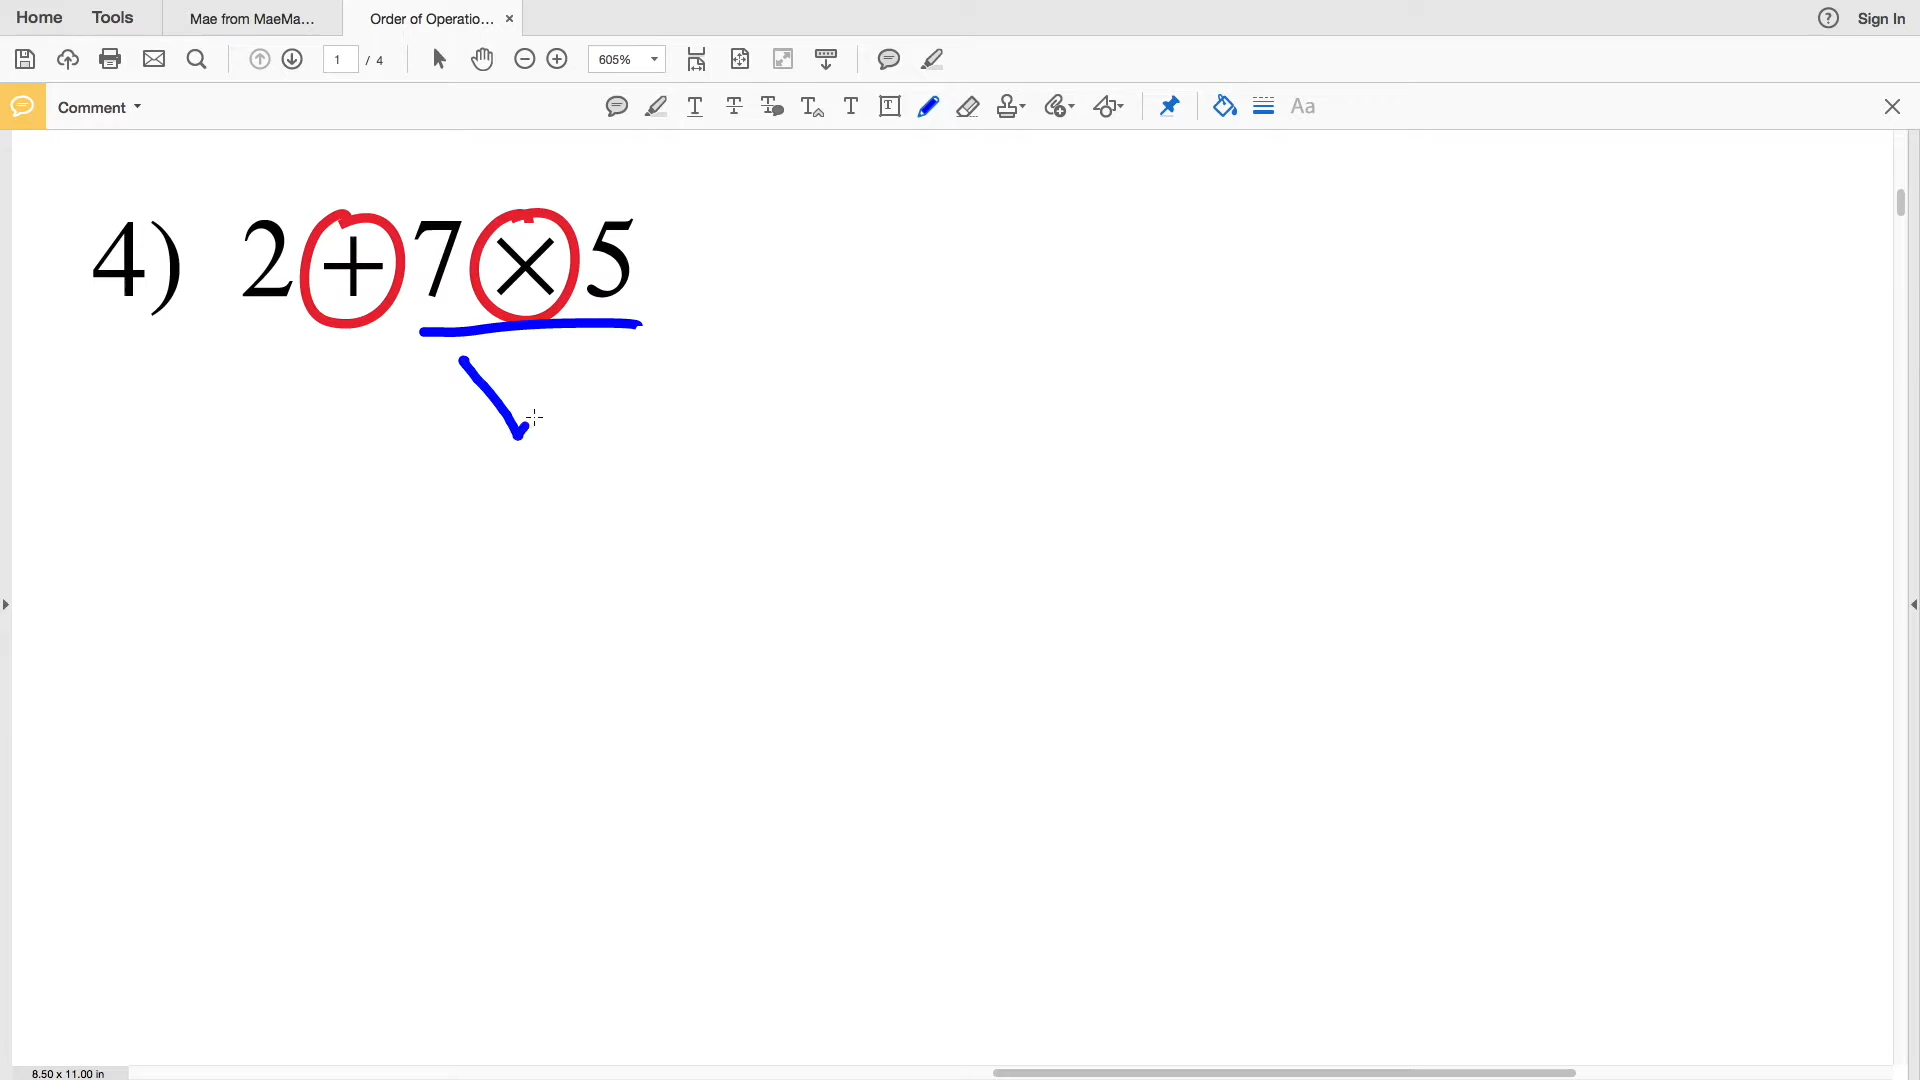 Home Tools Mae from MaeMa... Order of Operatio... × Sign In
1 / 4 605%
Comment Aa
4) 2 + 7 × 5
8.50 x 11.00 in